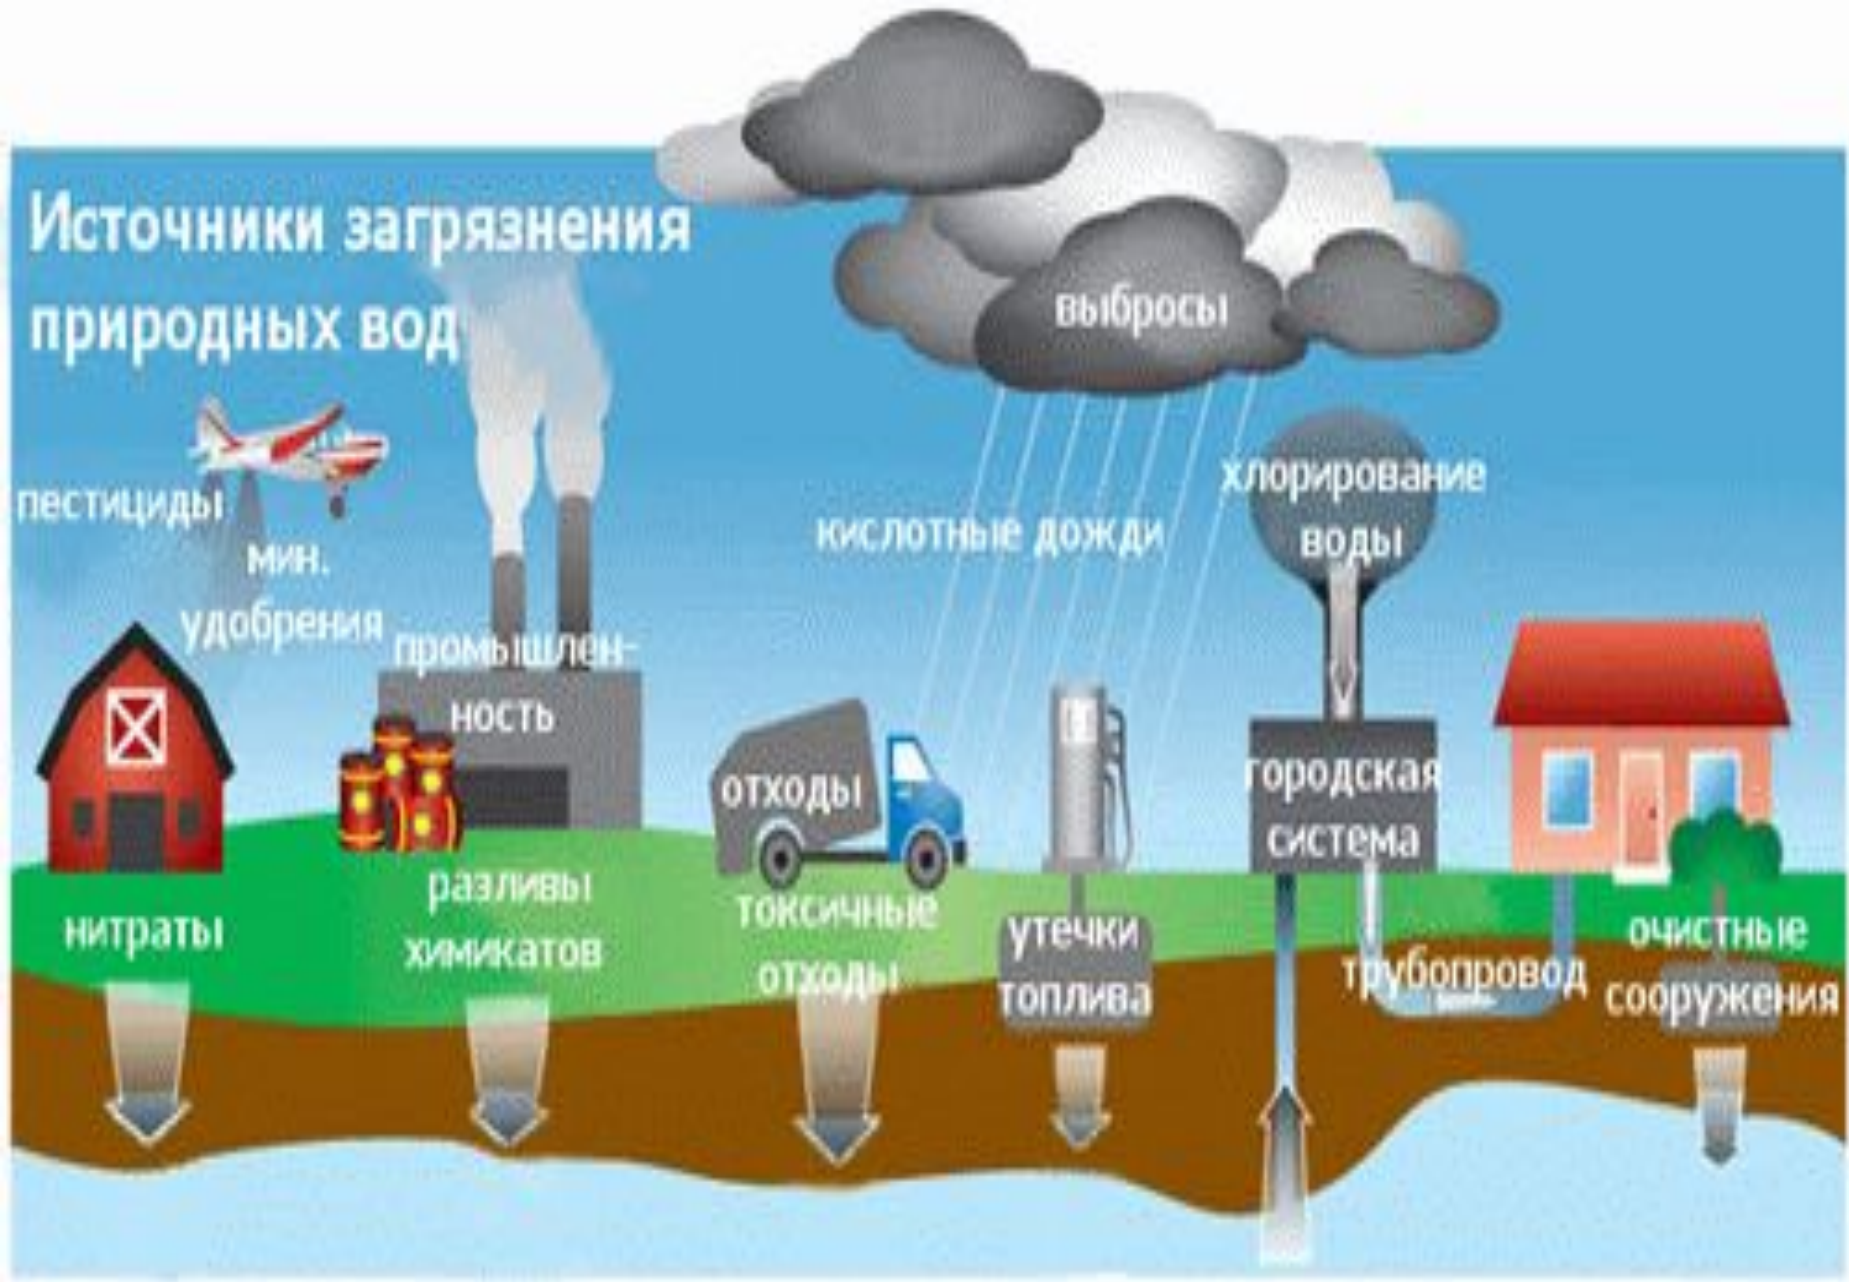 Источники загрязнения
природных вод
выбросы
пестициды
мин.
удобрения
кислотные дожди
хлорирование
воды
промышлен-
ность
отходы
городская
система
нитраты
разливы
химикатов
токсичные
отходы
утечки
топлива
трубопровод
очистные
сооружения